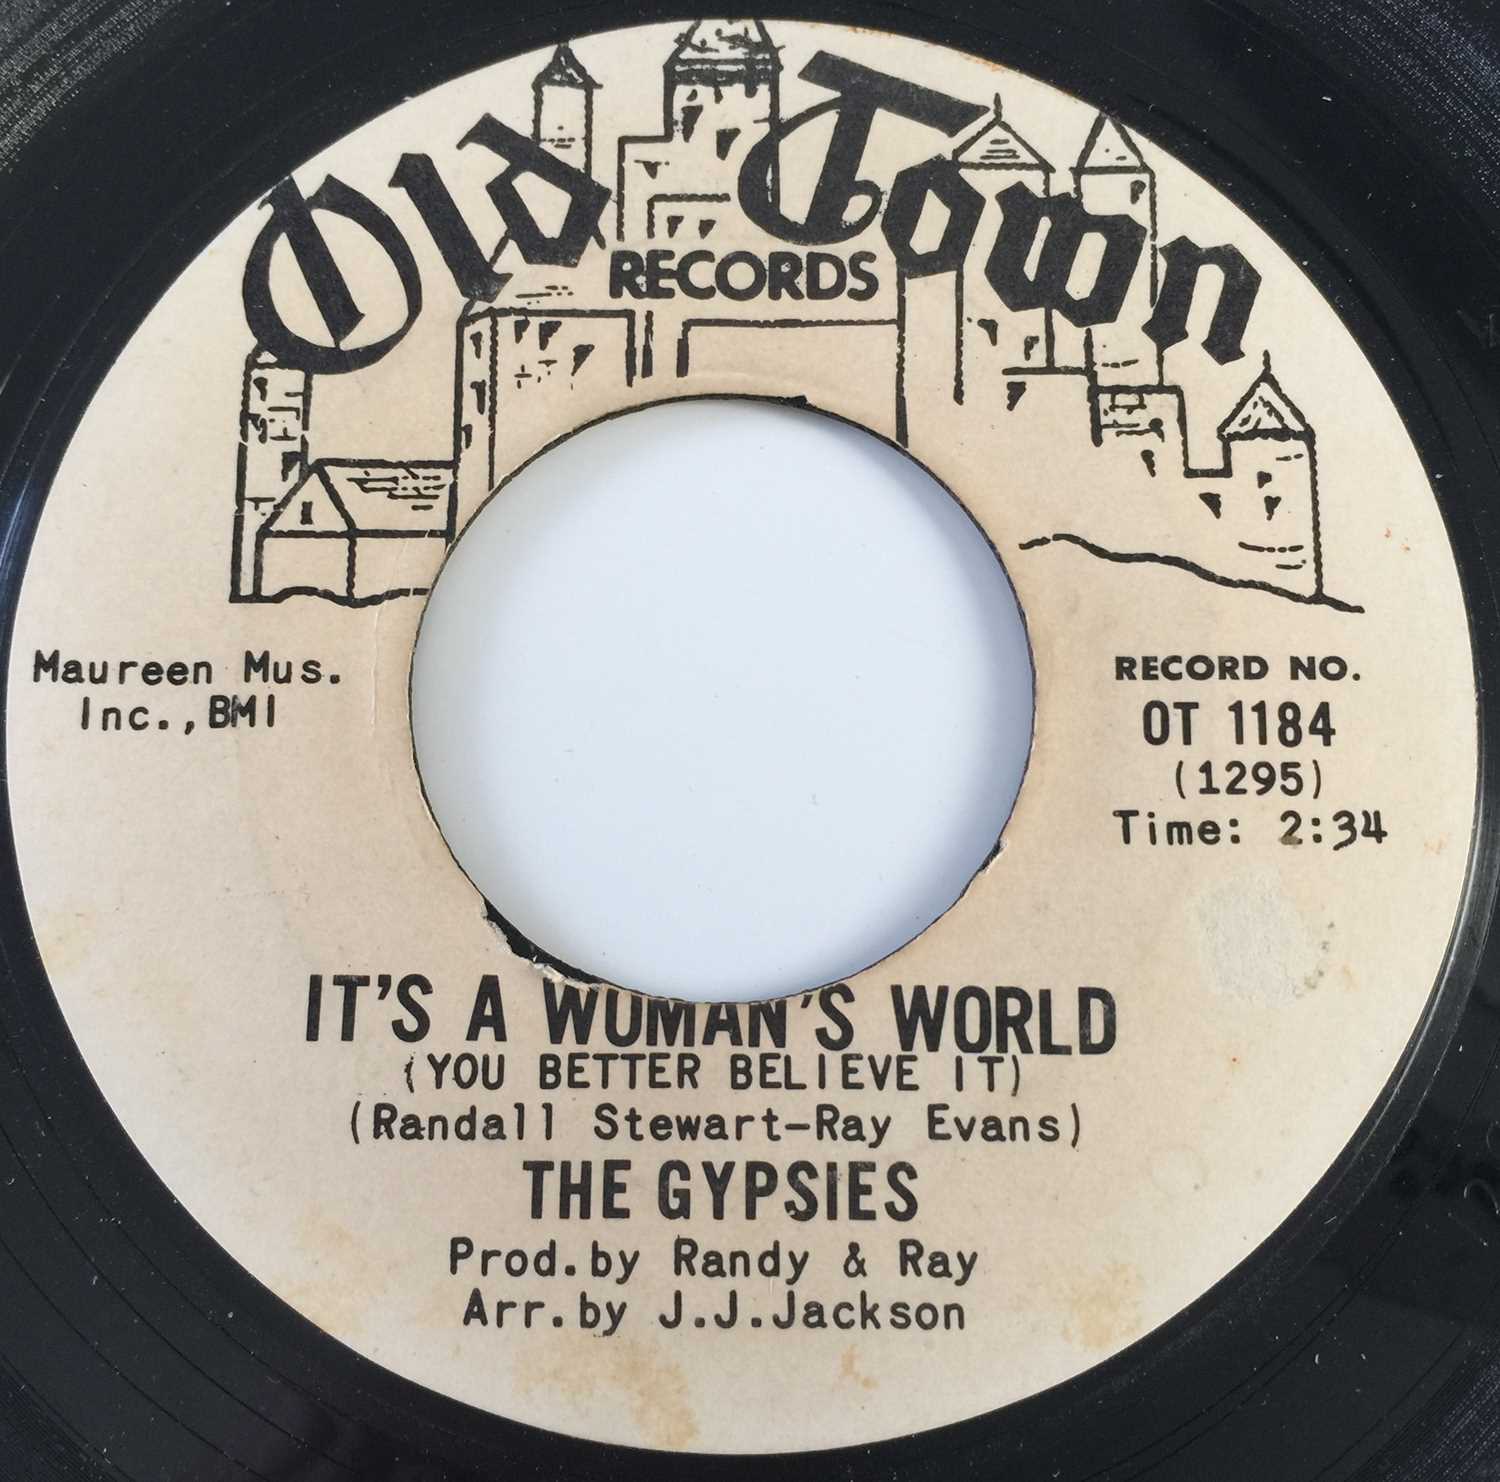 Old Town
RECORDS
Maureen Mus.
Inc.,BMI
RECORD NO.
OT 1184
(1295)
Time: 2:34
IT'S A WOMAN'S WORLD
(YOU BETTER BELIEVE IT)
(Randall Stewart-Ray Evans)
THE GYPSIES
Prod.by Randy & Ray
Arr.by J.J.Jackson